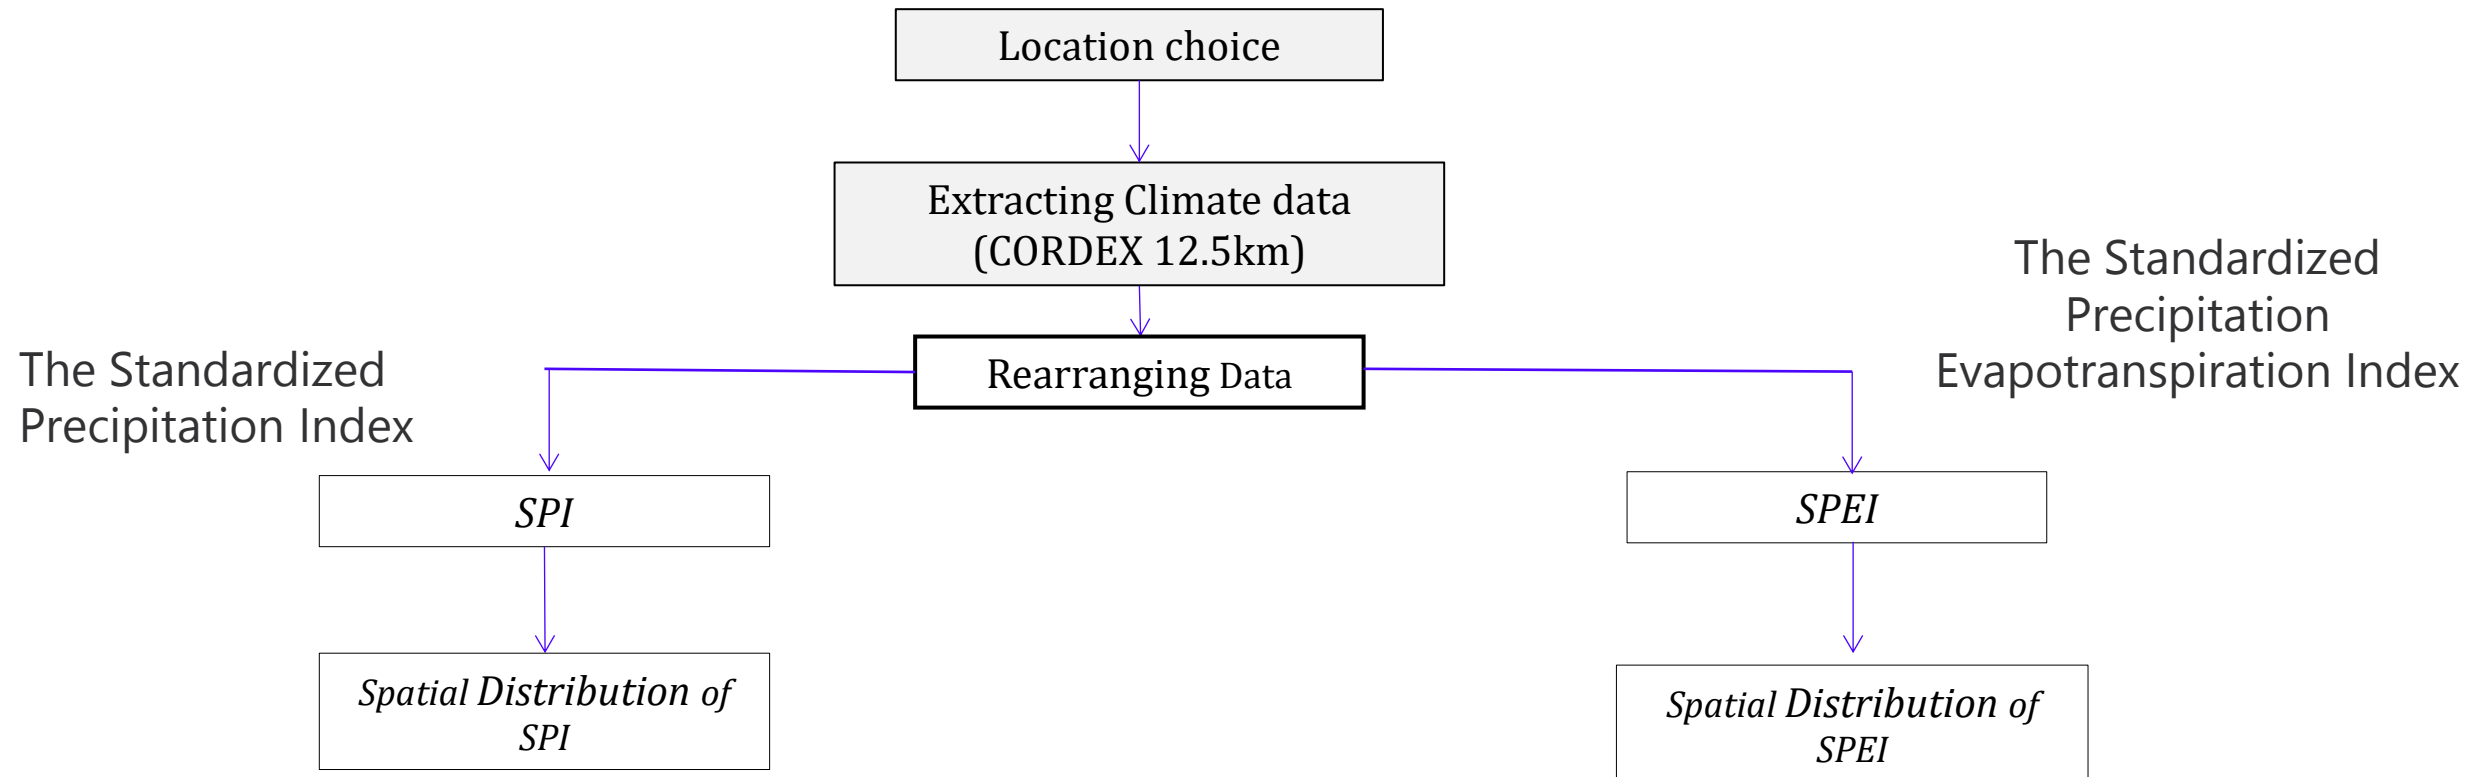 Location choice
Extracting Climate data
(CORDEX 12.5km)
The Standardized
Precipitation
Evapotranspiration Index
Rearranging Data
The Standardized
Precipitation Index
SPI
SPEI
Spatial Distribution of
SPI
Spatial Distribution of
SPEI